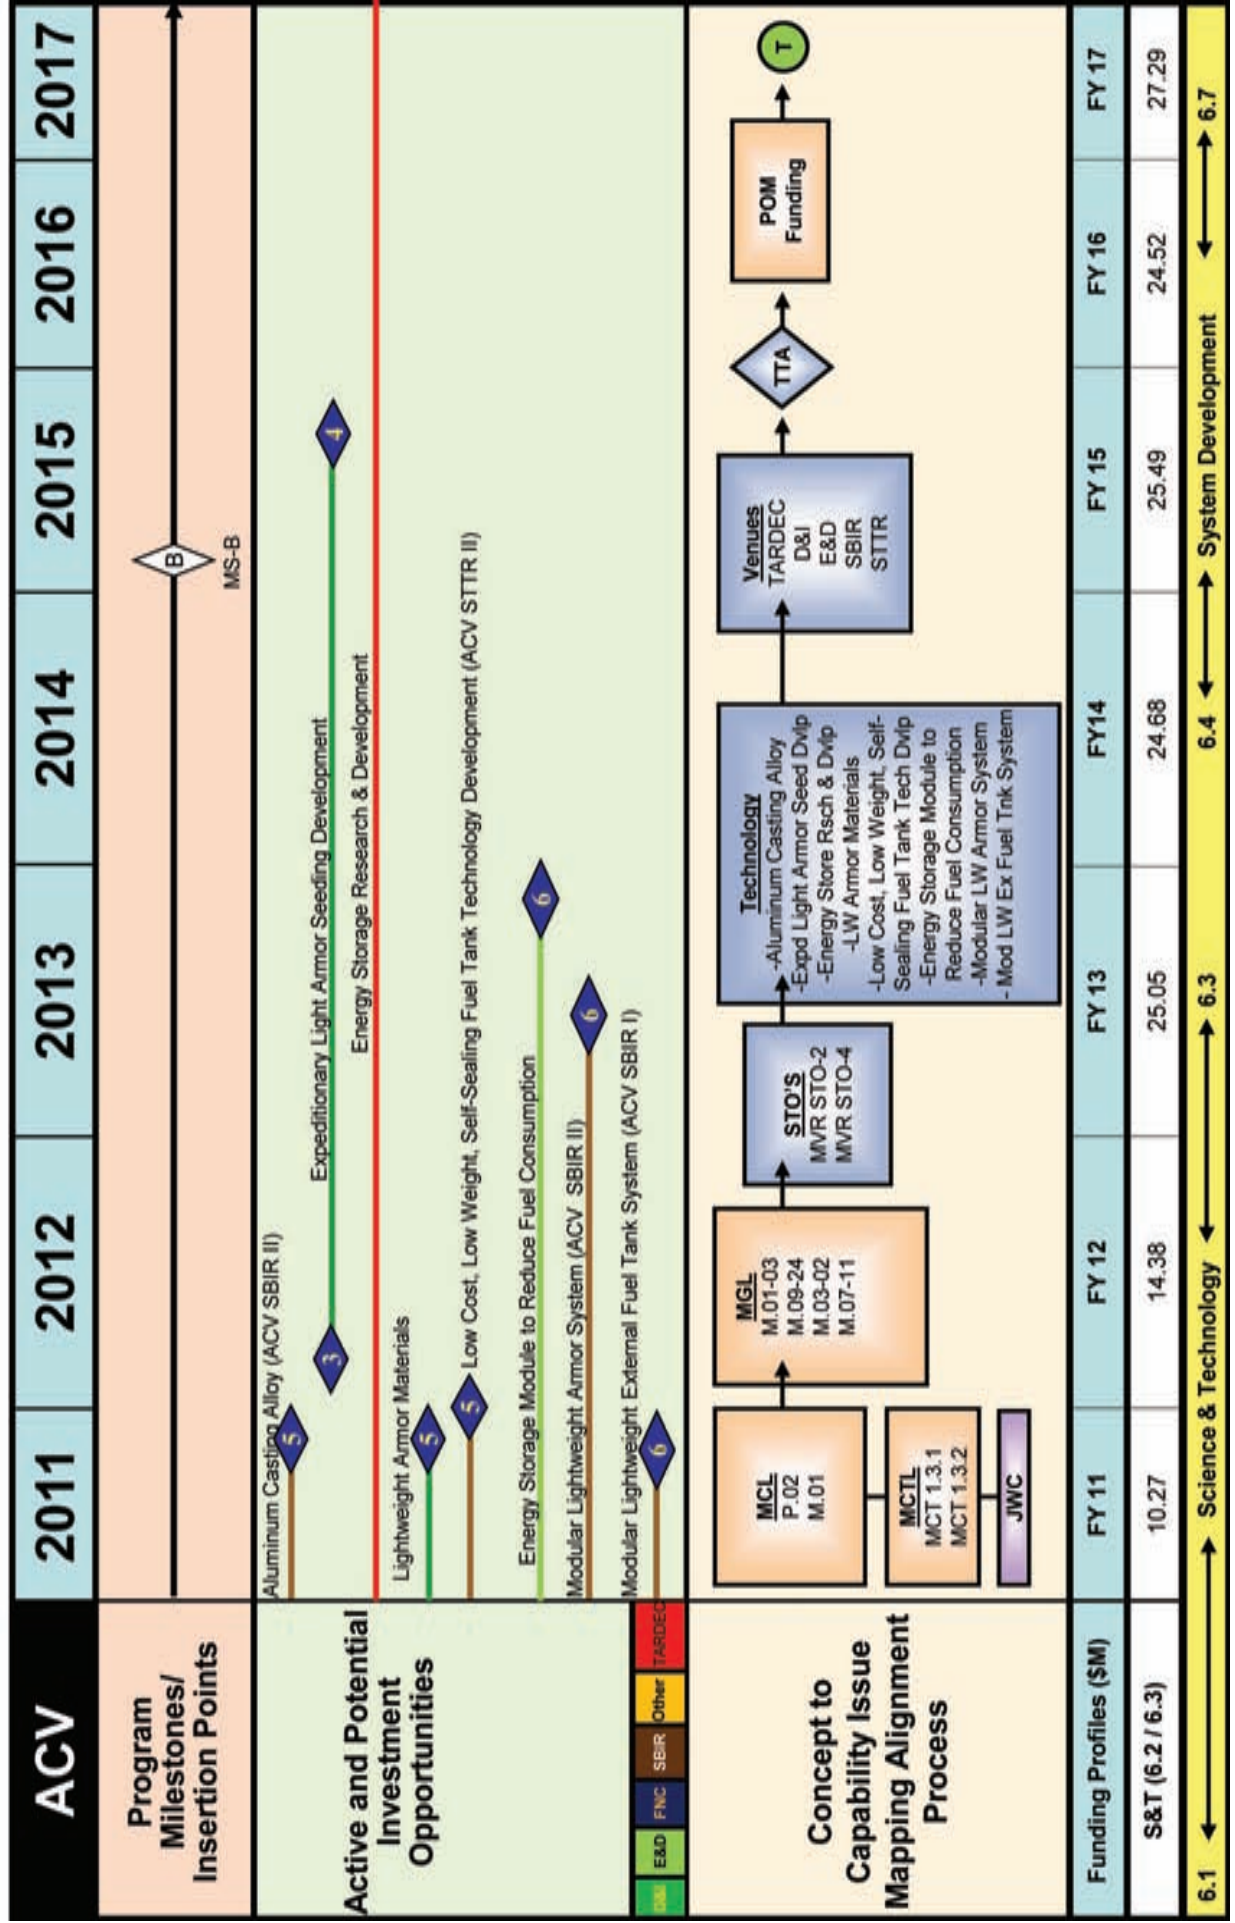 ACV
2011
2012
2013
2014
2015
2016
2017
Program
Milestones/
Insertion Points
B
MS-B
Active and Potential
Investment
Opportunities
Aluminum Casting Alloy (ACV SBIR II)
5
Expeditionary Light Armor Seeding Development
3
4
Energy Storage Research & Development
Lightweight Armor Materials
5
5
Low Cost, Low Weight, Self-Sealing Fuel Tank Technology Development (ACV STTR II)
Energy Storage Module to Reduce Fuel Consumption
6
Modular Lightweight Armor System (ACV SBIR II)
6
Modular Lightweight External Fuel Tank System (ACV SBIR I)
6
D&I
E&D
FNC
SBIR
Other
TARDEC
Concept to
Capability Issue
Mapping Alignment
Process
MCL
P.02
M.01
MCTL
MCT 1.3.1
MCT 1.3.2
JWC
MGL
M.01-03
M.09-24
M.03-02
M.07-11
STO'S
MVR STO-2
MVR STO-4
Technology
-Aluminum Casting Alloy
-Expd Light Armor Seed Dvlp
-Energy Store Rsch & Dvlp
-LW Armor Materials
-Low Cost, Low Weight, Self-
Sealing Fuel Tank Tech Dvlp
-Energy Storage Module to
Reduce Fuel Consumption
-Modular LW Armor System
- Mod LW Ex Fuel Tnk System
Venues
TARDEC
D&I
E&D
SBIR
STTR
TTA
POM
Funding
T
Funding Profiles ($M)
FY 11
FY 12
FY 13
FY14
FY 15
FY 16
FY 17
S&T (6.2 / 6.3)
10.27
14.38
25.05
24.68
25.49
24.52
27.29
6.1
Science & Technology
6.3
6.4
System Development
6.7